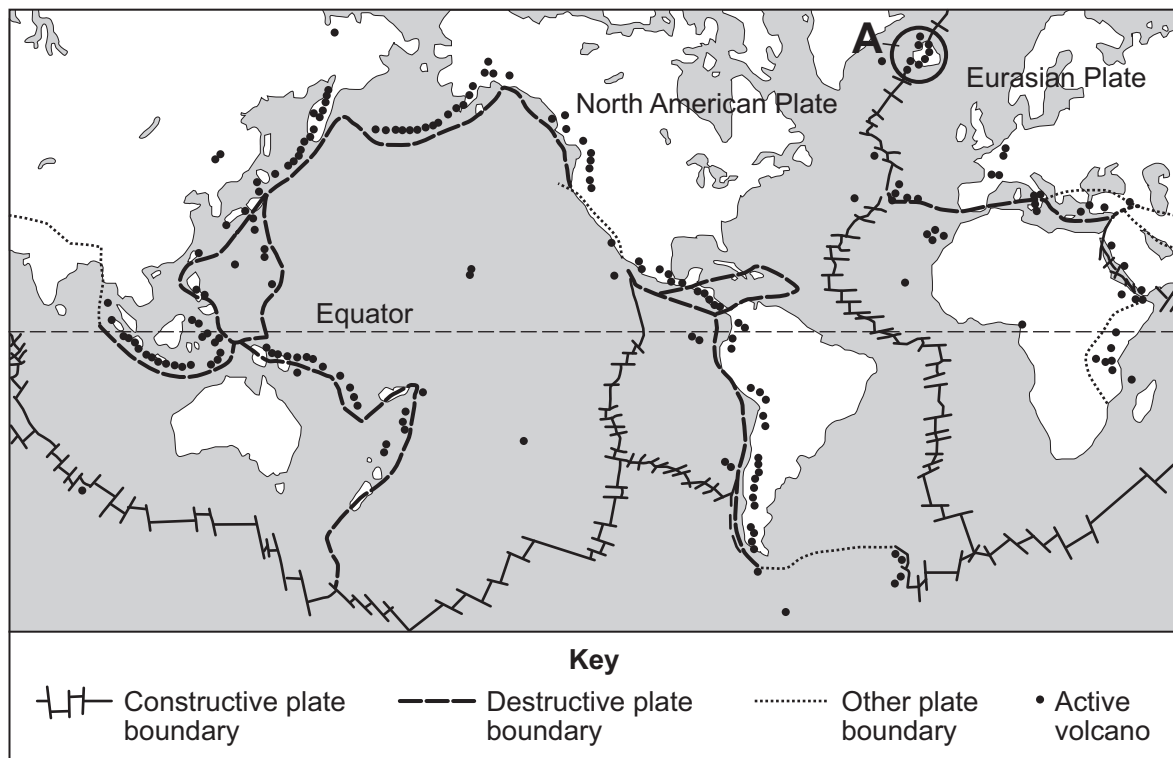 A
North American Plate
Eurasian Plate
Equator
Key
Constructive plate
boundary
Destructive plate
boundary
Other plate
boundary
Active
volcano